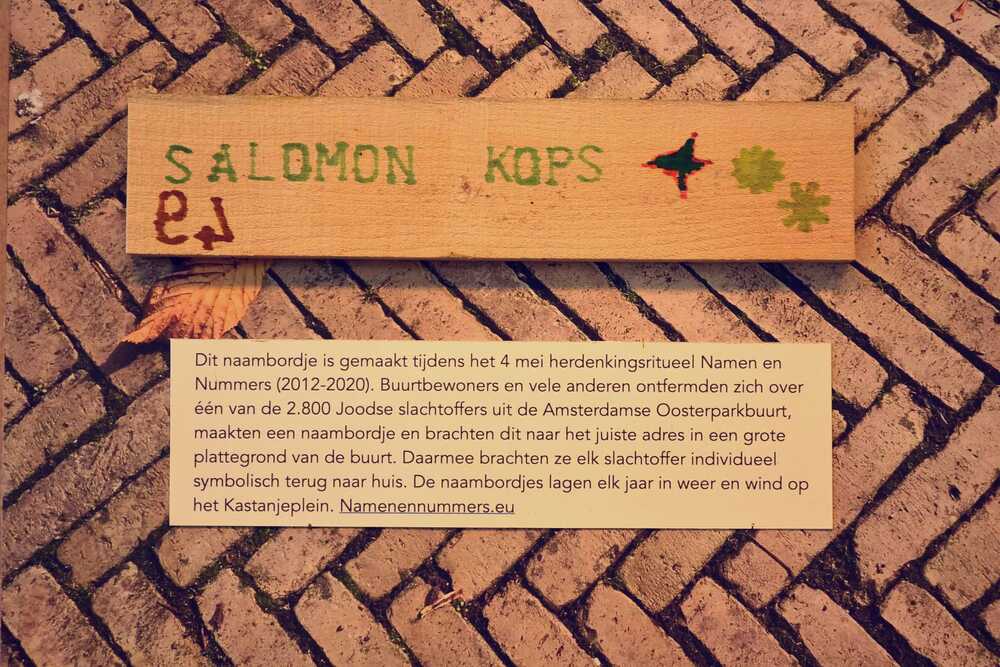 SALOMON KOPS
Dit naambordje is gemaakt tijdens het 4 mei herdenkingsritueel Namen en
Nummers (2012-2020). Buurtbewoners en vele anderen ontfermden zich over
één van de 2.800 Joodse slachtoffers uit de Amsterdamse Oosterparkbuurt,
maakten een naambordje en brachten dit naar het juiste adres in een grote
plattegrond van de buurt. Daarmee brachten ze elk slachtoffer individueel
symbolisch terug naar huis. De naambordjes lagen elk jaar in weer en wind op
het Kastanjeplein. Namenennummers.eu